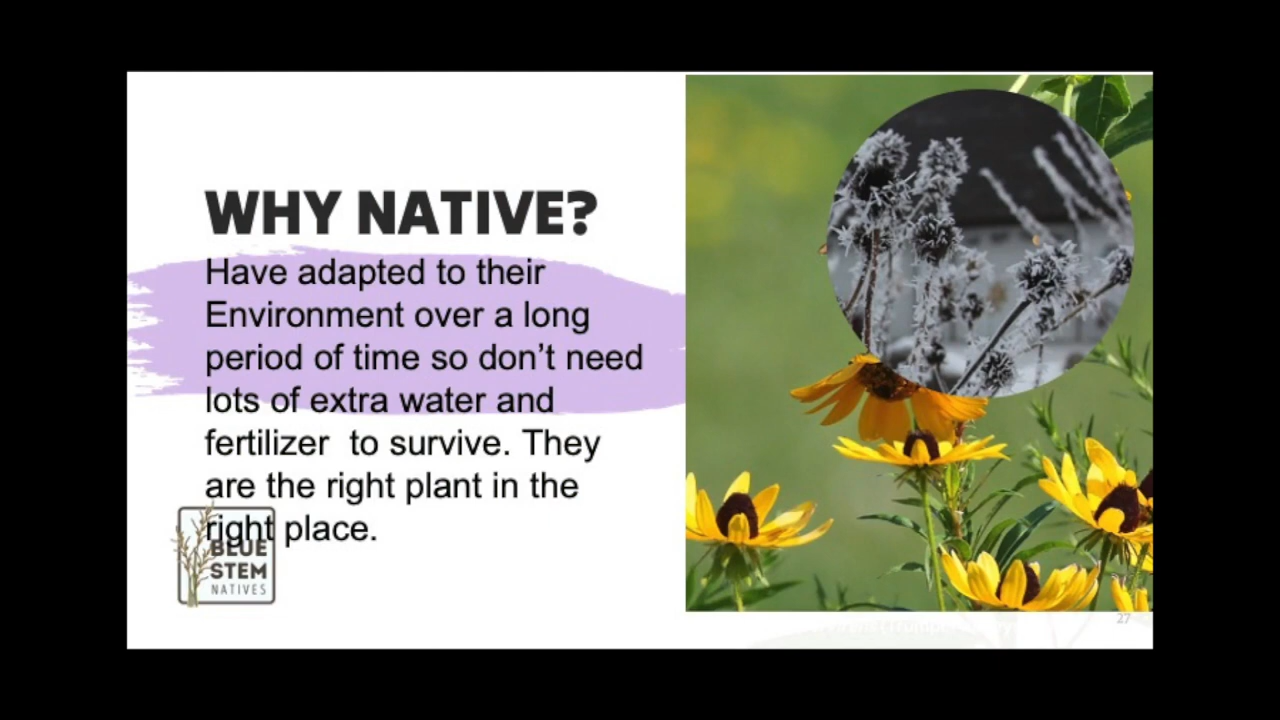 WHY NATIVE?
Have adapted to their
Environment over a long
period of time so don’t need
lots of extra water and
fertilizer  to survive. They
are the right plant in the
right place.
BLUE
STEM
NATIVES
27